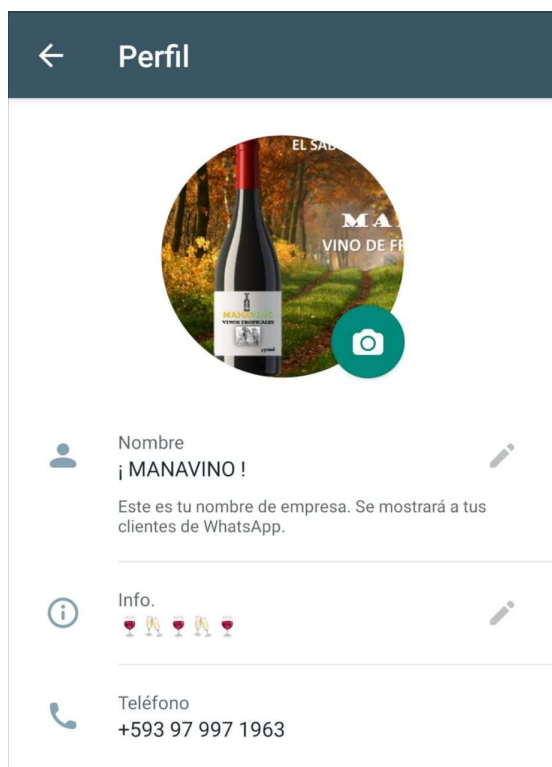 Perfil
EL SAB
MA
VINO DE FR
MANAVINO
VINOS TROPICALES
750ml
Nombre
¡ MANAVINO !
Este es tu nombre de empresa. Se mostrará a tus
clientes de WhatsApp.
Info.
🍷 🥂 🍷 🥂 🍷
Teléfono
+593 97 997 1963